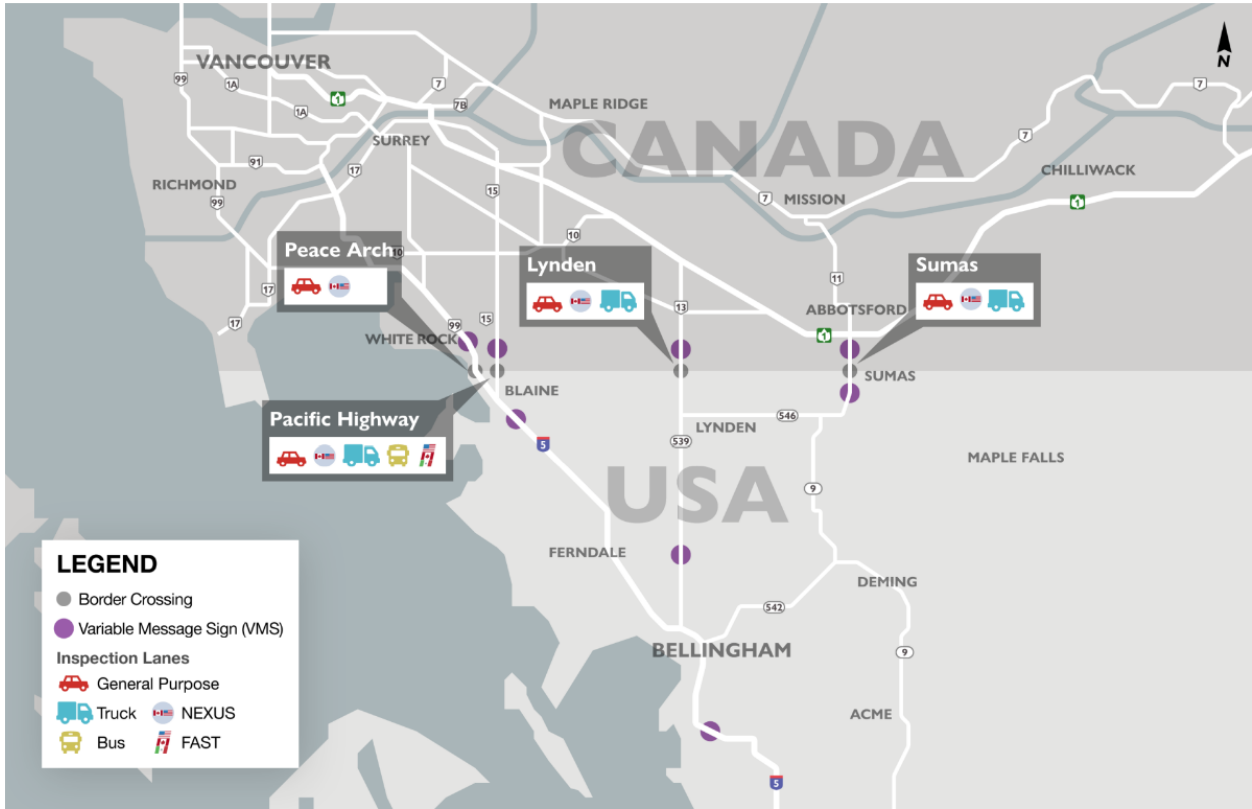 N
VANCOUVER
99
1A
1
7
7B
1A
MAPLE RIDGE
CANADA
7
7
SURREY
91
17
15
RICHMOND
99
CHILLIWACK
7
MISSION
1
Peace Arch
10
10
Lynden
Sumas
11
17
13
ABBOTSFORD
17
99
15
WHITE ROCK
1
BLAINE
SUMAS
Pacific Highway
LYNDEN
546
5
539
MAPLE FALLS
USA
9
FERNDALE
DEMING
542
BELLINGHAM
9
ACME
5
LEGEND
Border Crossing
Variable Message Sign (VMS)
Inspection Lanes
General Purpose
Truck NEXUS
Bus FAST